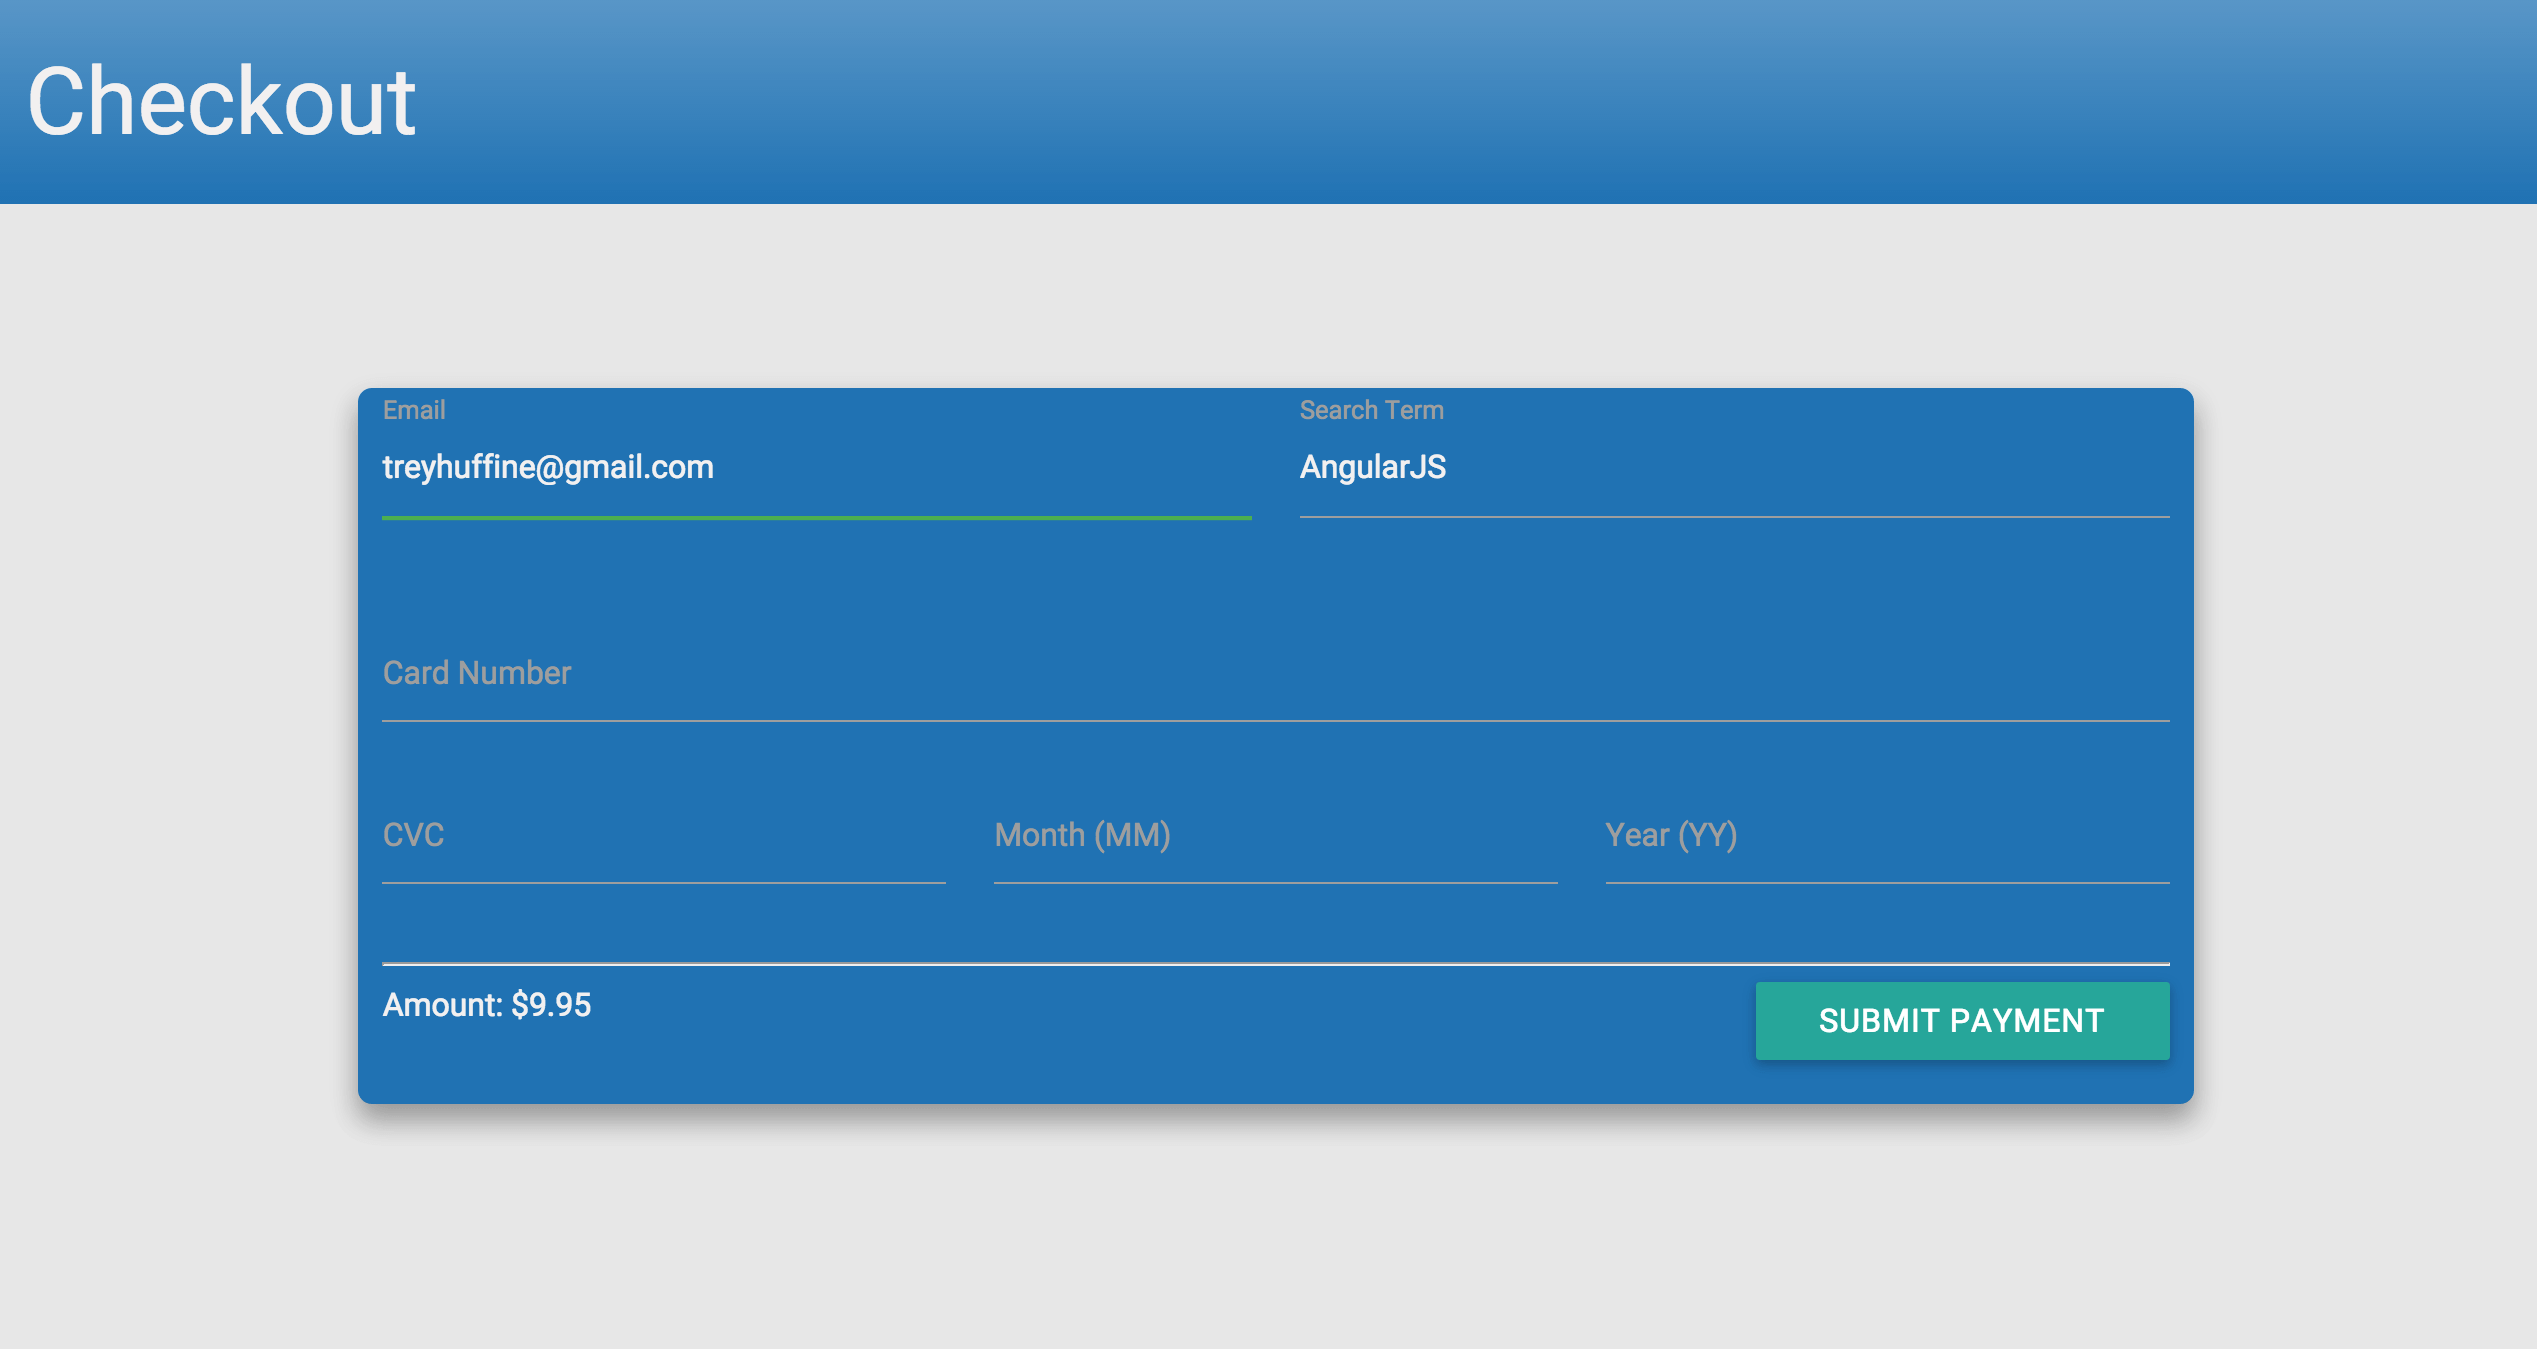 Checkout
Email
Search Term
treyhuffine@gmail.com
AngularJS
Card Number
CVC
Month (MM)
Year (YY)
Amount: $9.95
SUBMIT PAYMENT